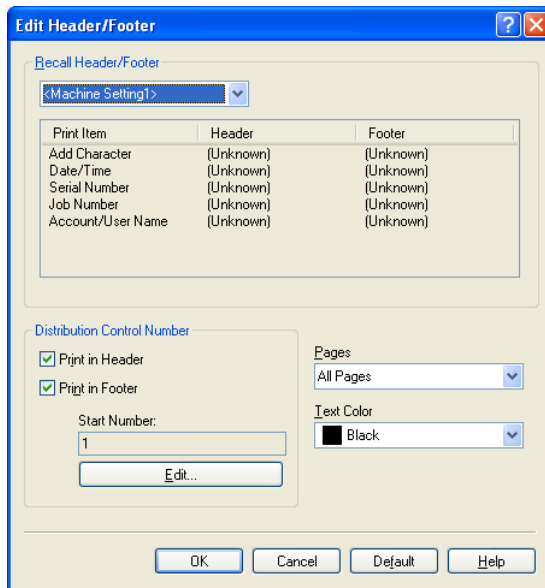 Edit Header/Footer
Recall Header/Footer
<Machine Setting1>
Print Item Header Footer
Add Character (Unknown) (Unknown)
Date/Time (Unknown) (Unknown)
Serial Number (Unknown) (Unknown)
Job Number (Unknown) (Unknown)
Account/User Name (Unknown) (Unknown)
Distribution Control Number
Print in Header
Print in Footer
Start Number:
1
Edit...
Pages
All Pages
Text Color
Black
OK Cancel Default Help